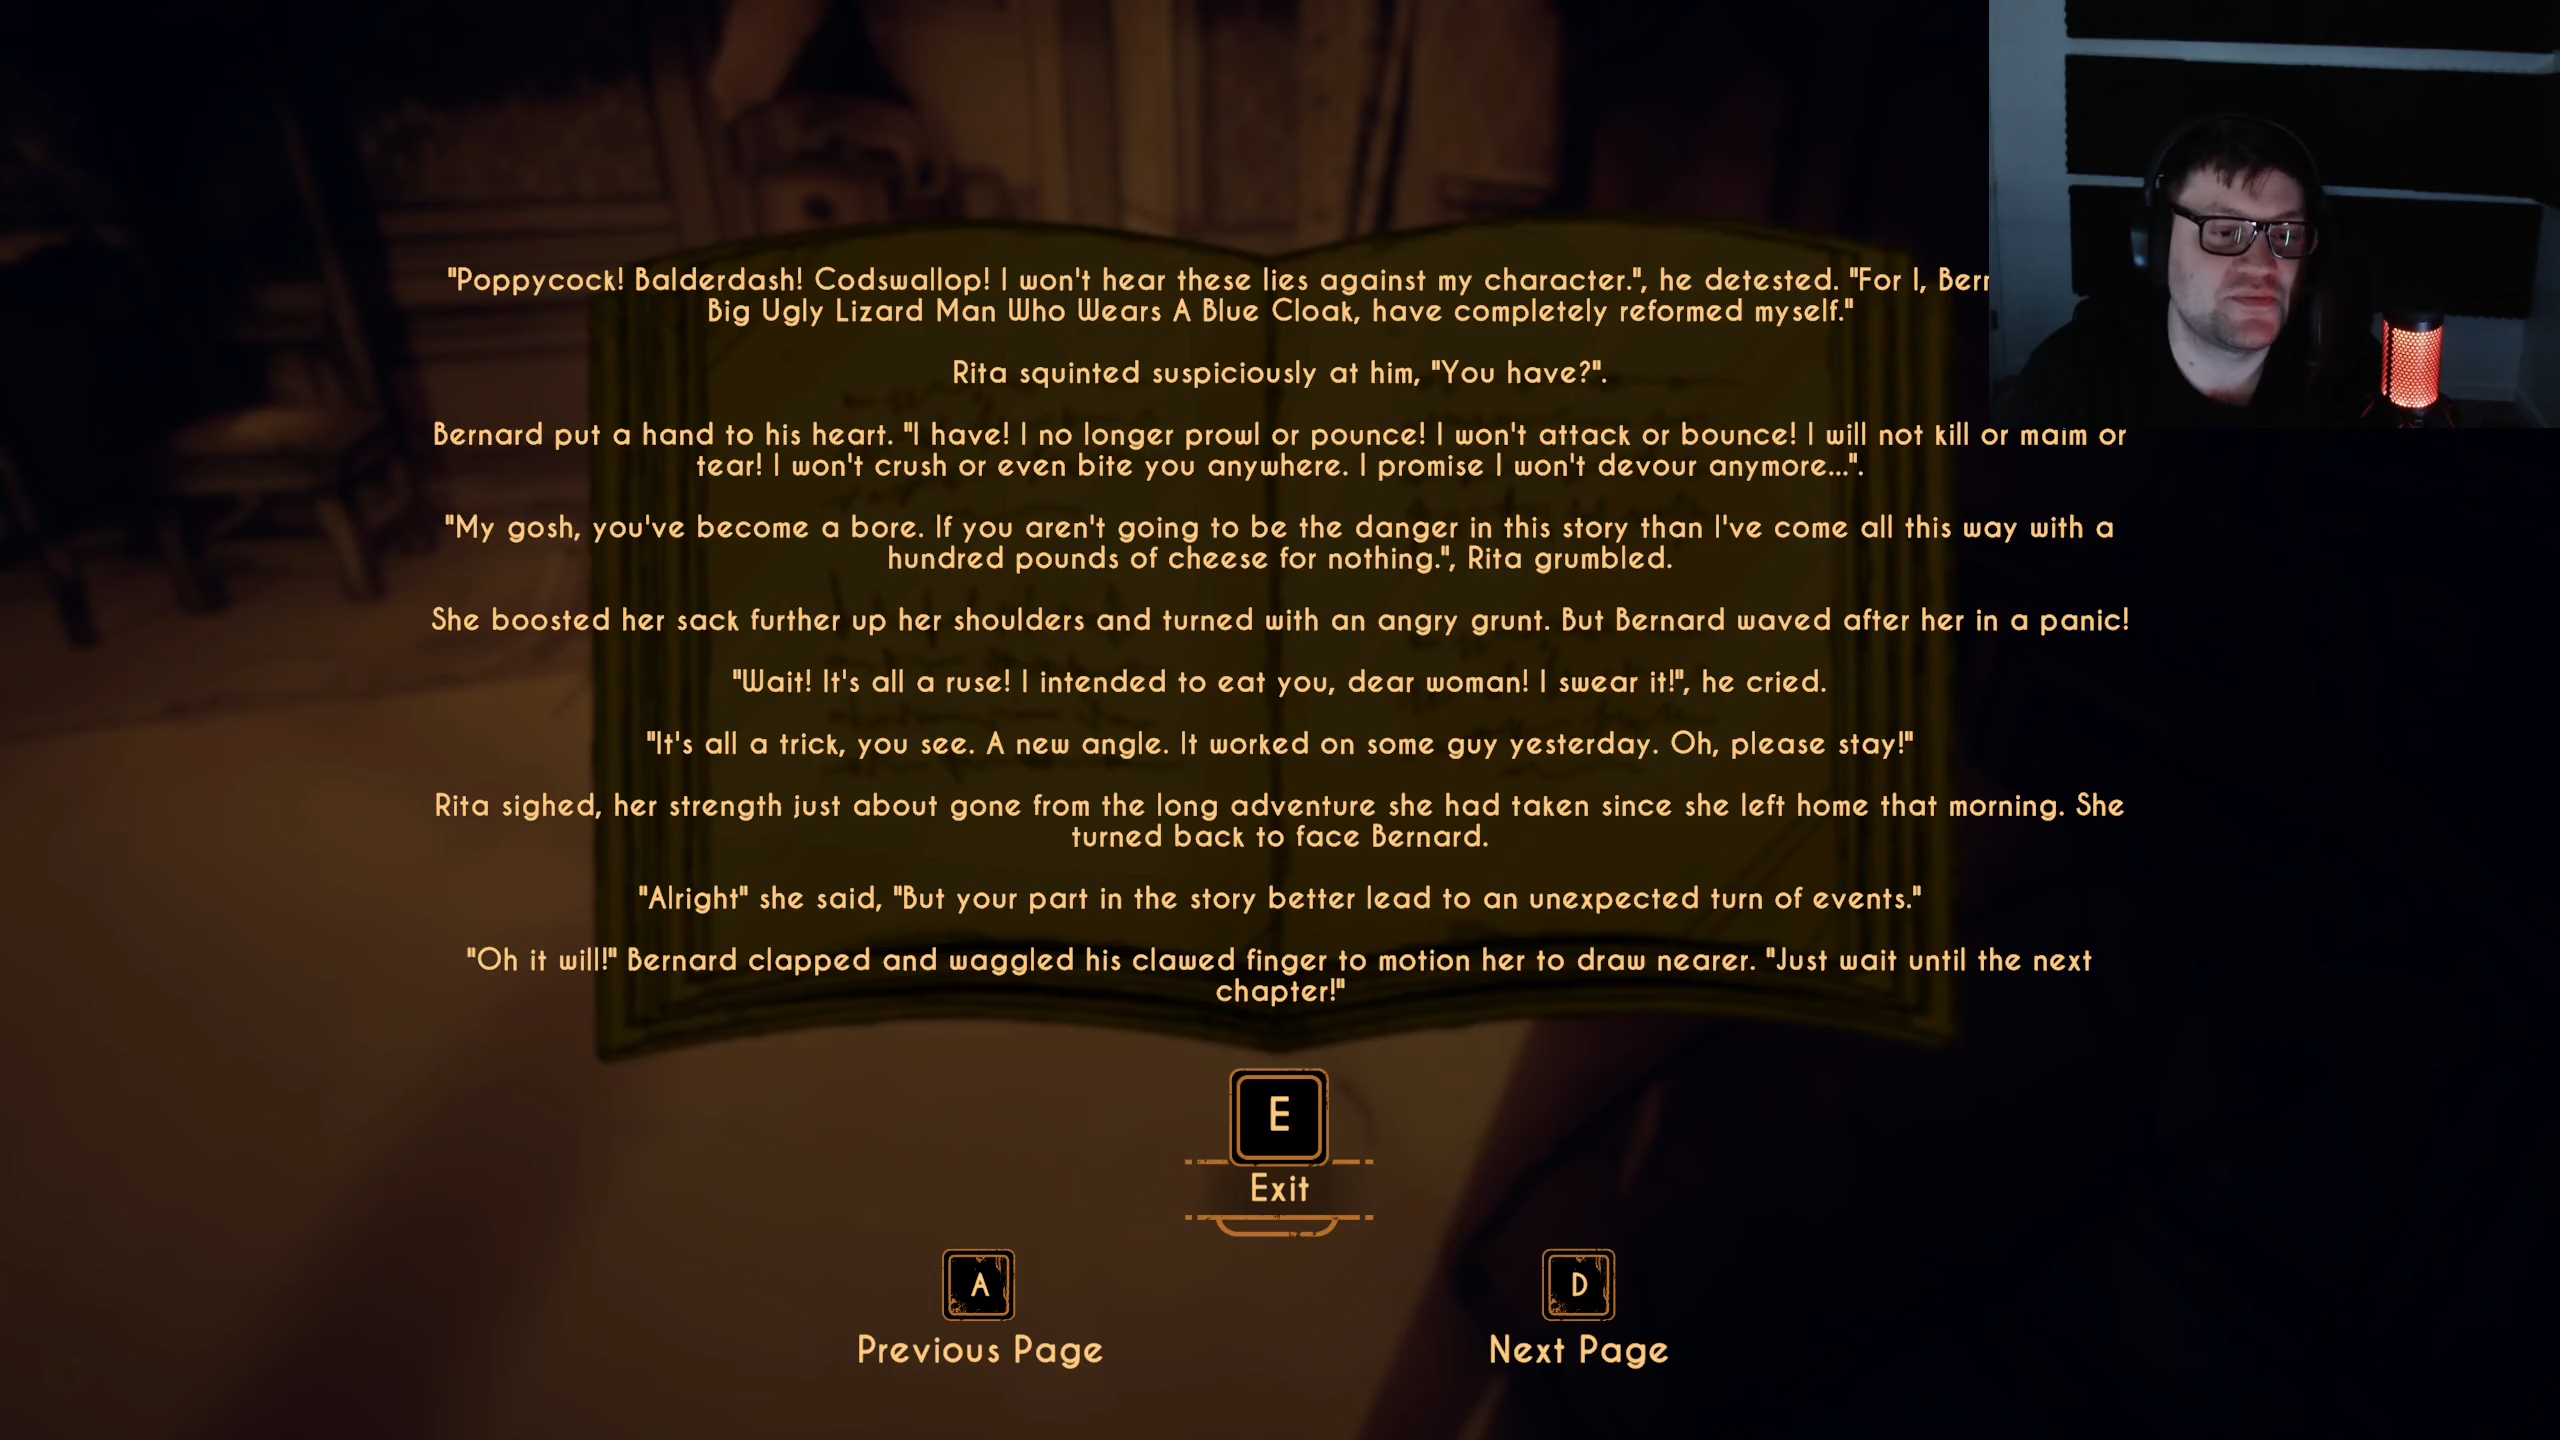 "Poppycock! Balderdash! Codswallop! I won't hear these lies against my character.", he detested. "For I,
Big Ugly Lizard Man Who Wears A Blue Cloak, have completely reformed myself."
Rita squinted suspiciously at him, "You have?".
Bernard put a hand to his heart. "I have! I no longer prowl or pounce! I won't attack or bounce! I will not kill or maim or
tear! I won't crush or even bite you anywhere. I promise I won't devour anymore...".
"My gosh, you've become a bore. If you aren't going to be the danger in this story than I've come all this way with a
hundred pounds of cheese for nothing.", Rita grumbled.
She boosted her sack further up her shoulders and turned with an angry grunt. But Bernard waved after her in a panic!
"Wait! It's all a ruse! I intended to eat you, dear woman! I swear it!", he cried.
"It's all a trick, you see. A new angle. It worked on some guy yesterday. Oh, please stay!"
Rita sighed, her strength just about gone from the long adventure she had taken since she left home that morning. She
turned back to face Bernard.
"Alright" she said, "But your part in the story better lead to an unexpected turn of events."
"Oh it will!" Bernard clapped and waggled his clawed finger to motion her to draw nearer. "Just wait until the next
chapter!"
E
Exit
A
D
Previous Page
Next Page